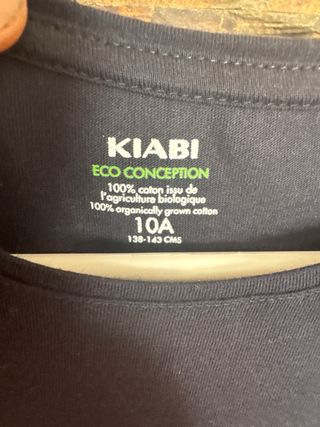 KIABI
ECO CONCEPTION
100% coton issu de
l'agriculture biologique
100% organically grown cotton
10A
138-143 CMS